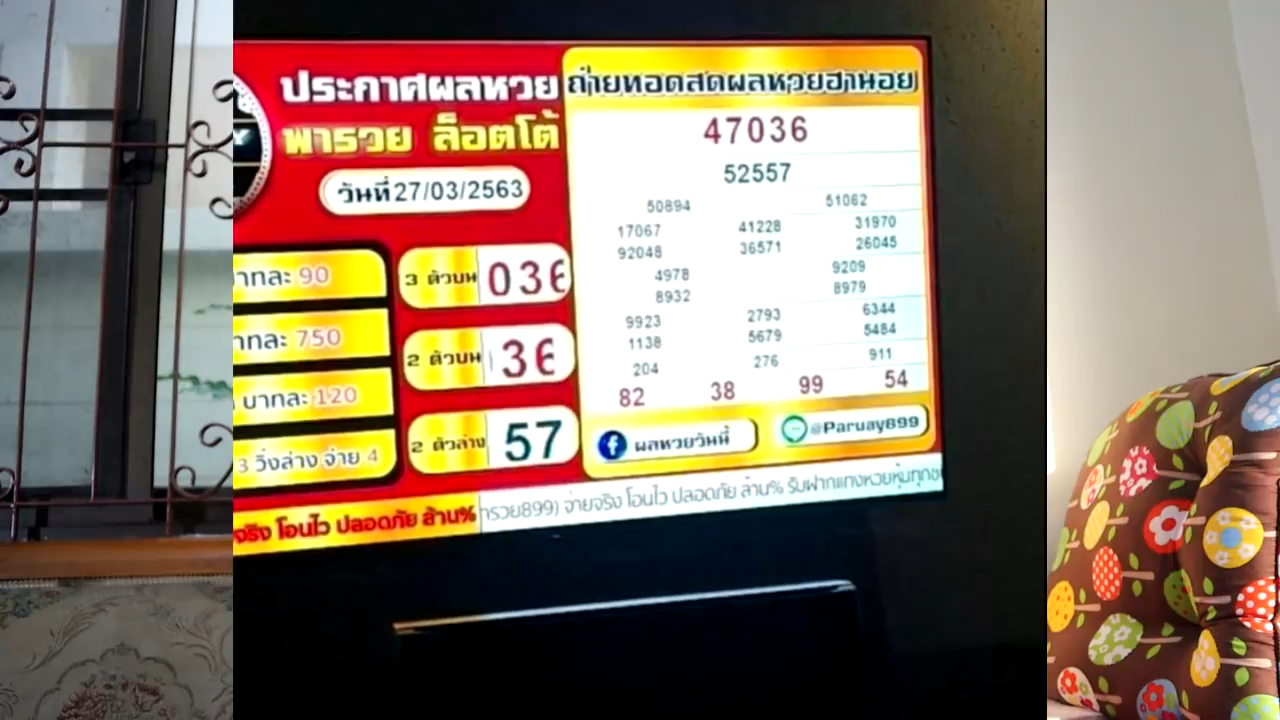 ประกาศผลหวย
พารวย ล็อตโต้
วันที่ 27/03/2563
าทละ 90
าทละ 750
บาทละ 120
3 วิ่งล่าง จ่าย 4
3 ตัวบน 036
2 ตัวบน 36
2 ตัวล่าง 57
ถ่ายทอดสดผลหวยฮานอย
47036
52557
50894 51062
17067 41228 31970
92048 36571 26045
4978 9209
8932 8979
9923 2793 6344
1138 5679 5484
204 276 911
82 38 99 54
ผลหวยวันนี้ @Paruay899
จริง โอนไว ปลอดภัย ล้าน% ารวย899) จ่ายจริง โอนไว ปลอดภัย ล้าน% รับฝากแทงหวยหุ้นทุกช